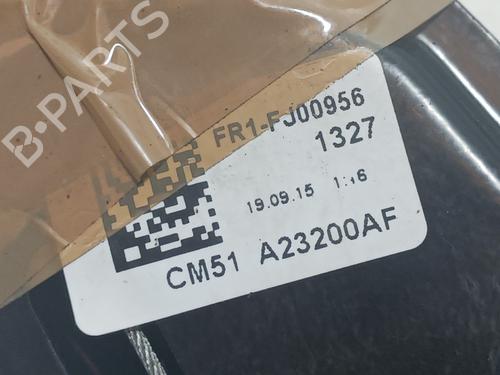 B-PARTS
FR1-FJ00956
1327
19.09.15
CM51 A23200AF